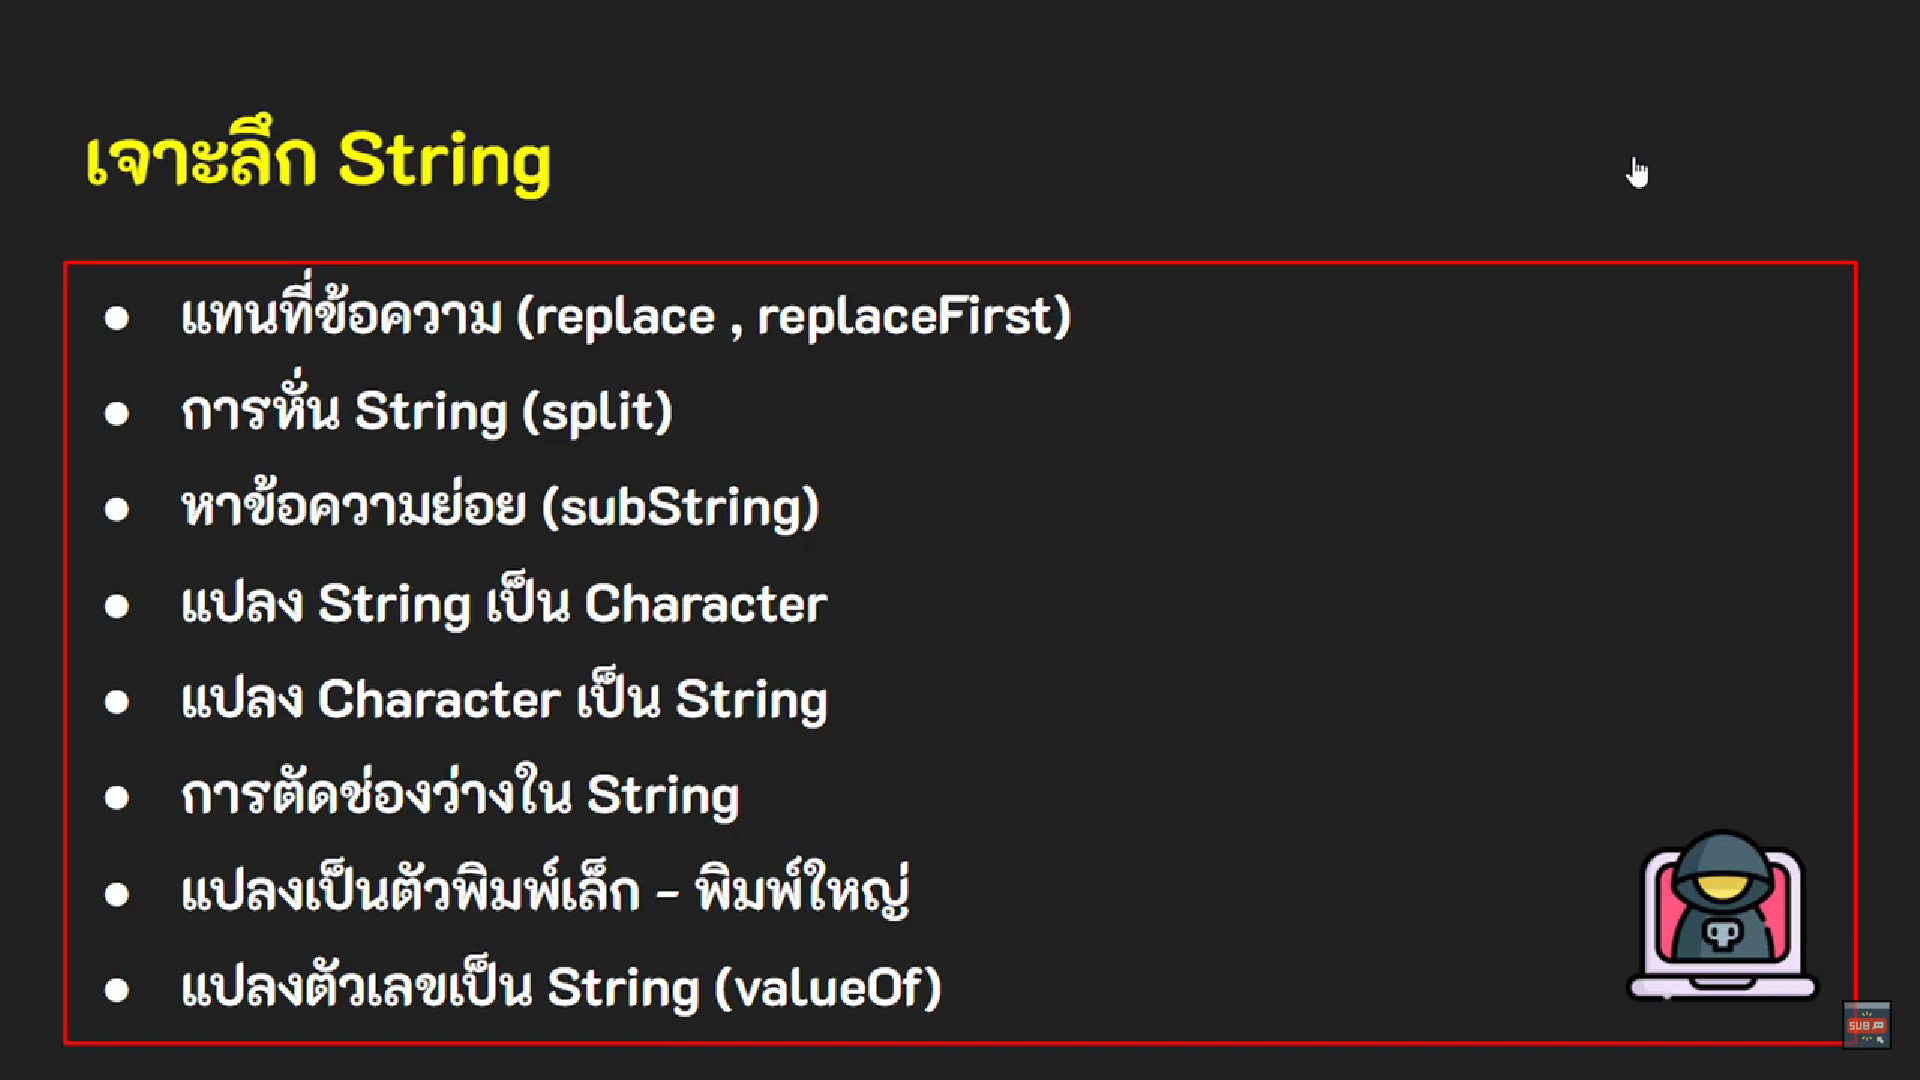 เจาะลึก String
● แทนที่ข้อความ (replace , replaceFirst)
● การหั่น String (split)
● หาข้อความย่อย (subString)
● แปลง String เป็น Character
● แปลง Character เป็น String
● การตัดช่องว่างใน String
● แปลงเป็นตัวพิมพ์เล็ก - พิมพ์ใหญ่
● แปลงตัวเลขเป็น String (valueOf)
SUB